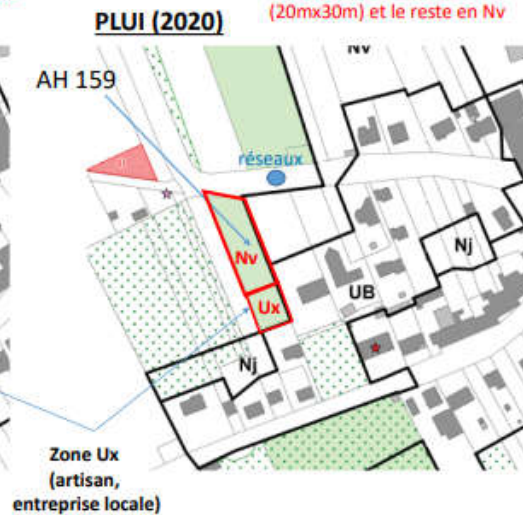 PLUI (2020)
(20mx30m) et le reste en Nv
NV
AH 159
réseaux
Nv
Nj
UB
Ux
Nj
Zone Ux
(artisan,
entreprise locale)